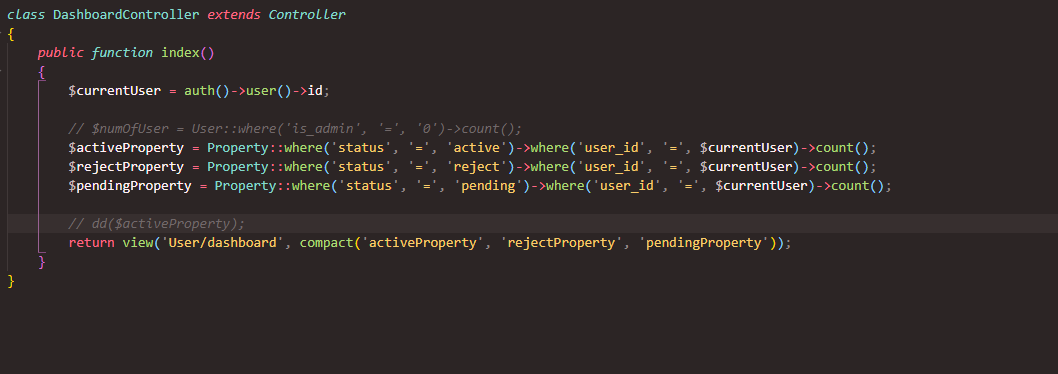 class DashboardController extends Controller
{
    public function index()
    {
        $currentUser = auth()->user()->id;
        // $numOfUser = User::where('is_admin', '=', '0')->count();
        $activeProperty = Property::where('status', '=', 'active')->where('user_id', '=', $currentUser)->count();
        $rejectProperty = Property::where('status', '=', 'reject')->where('user_id', '=', $currentUser)->count();
        $pendingProperty = Property::where('status', '=', 'pending')->where('user_id', '=', $currentUser)->count();
        // dd($activeProperty);
        return view('User/dashboard', compact('activeProperty', 'rejectProperty', 'pendingProperty'));
    }
}